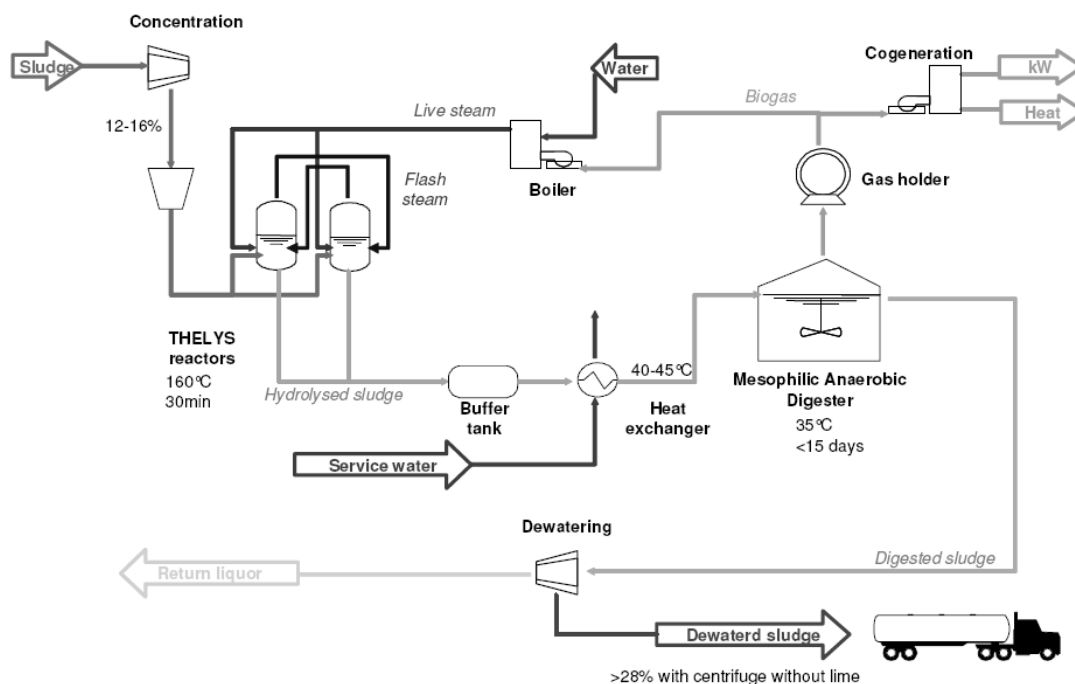 Concentration
Sludge
12-16%
Live steam
Flash
steam
Water
Boiler
Biogas
Cogeneration
kW
Heat
Gas holder
THELYS
reactors
160°C
30min
Hydrolysed sludge
Buffer
tank
40-45°C
Heat
exchanger
Service water
Mesophilic Anaerobic
Digester
35°C
<15 days
Dewatering
Return liquor
Digested sludge
Dewaterd sludge
>28% with centrifuge without lime